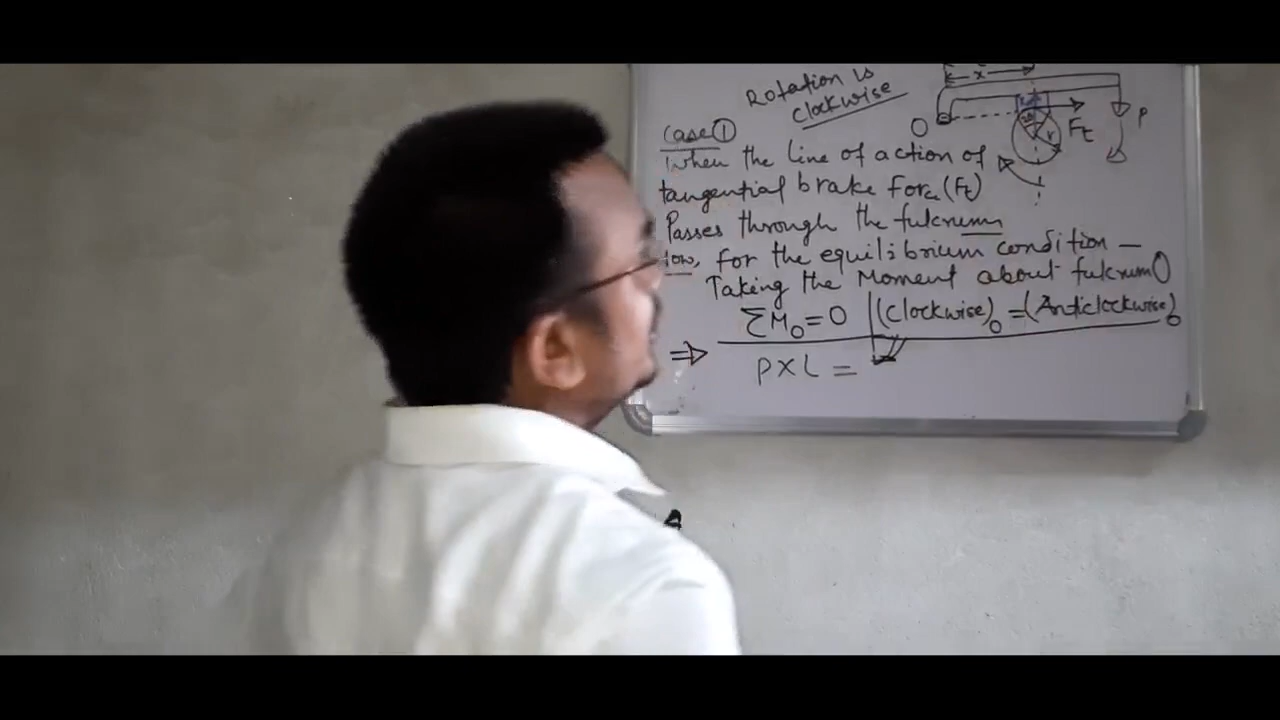 Rotation is
Clockwise
x
P
O
Ft
r
Case ①
When the line of action of
tangential brake Force (Ft)
Passes through the fulcrum
for the equilibrium condition —
Taking the Moment about fulcrum O
ΣMo = 0 | (Clockwise)o = (Anticlockwise)o
⇒ P × L =